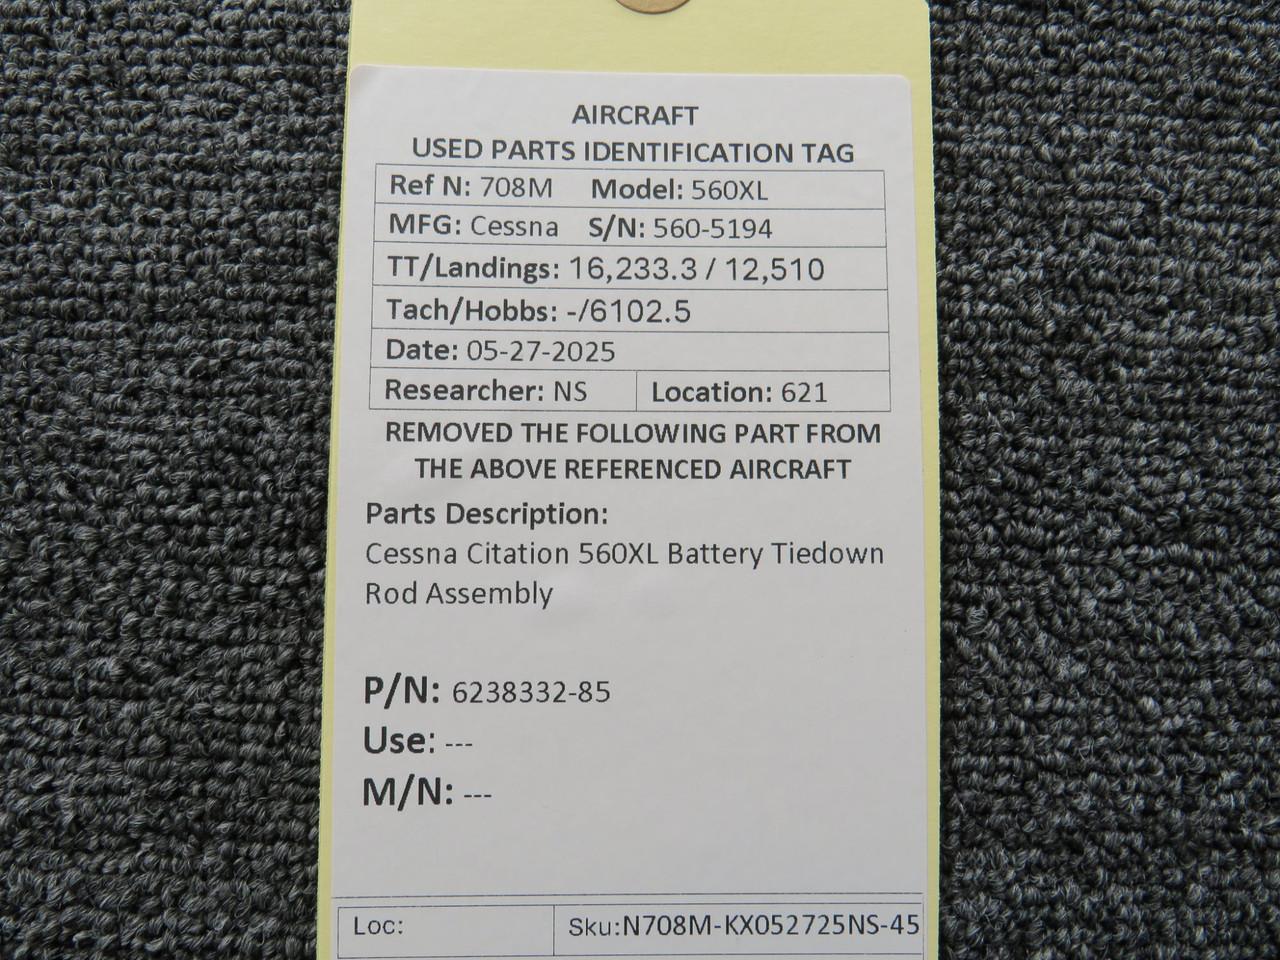 AIRCRAFT
USED PARTS IDENTIFICATION TAG
Ref N: 708M Model: 560XL
MFG: Cessna S/N: 560-5194
TT/Landings: 16,233.3 / 12,510
Tach/Hobbs: -/6102.5
Date: 05-27-2025
Researcher: NS Location: 621
REMOVED THE FOLLOWING PART FROM
THE ABOVE REFERENCED AIRCRAFT
Parts Description:
Cessna Citation 560XL Battery Tiedown
Rod Assembly
P/N: 6238332-85
Use: ---
M/N: ---
Loc: Sku:N708M-KX052725NS-45